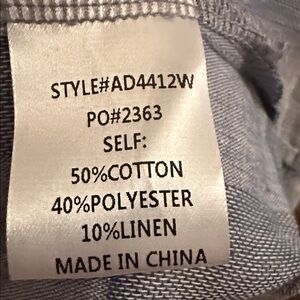 STYLE#AD4412W
PO#2363
SELF:
50%COTTON
40%POLYESTER
10%LINEN
MADE IN CHINA